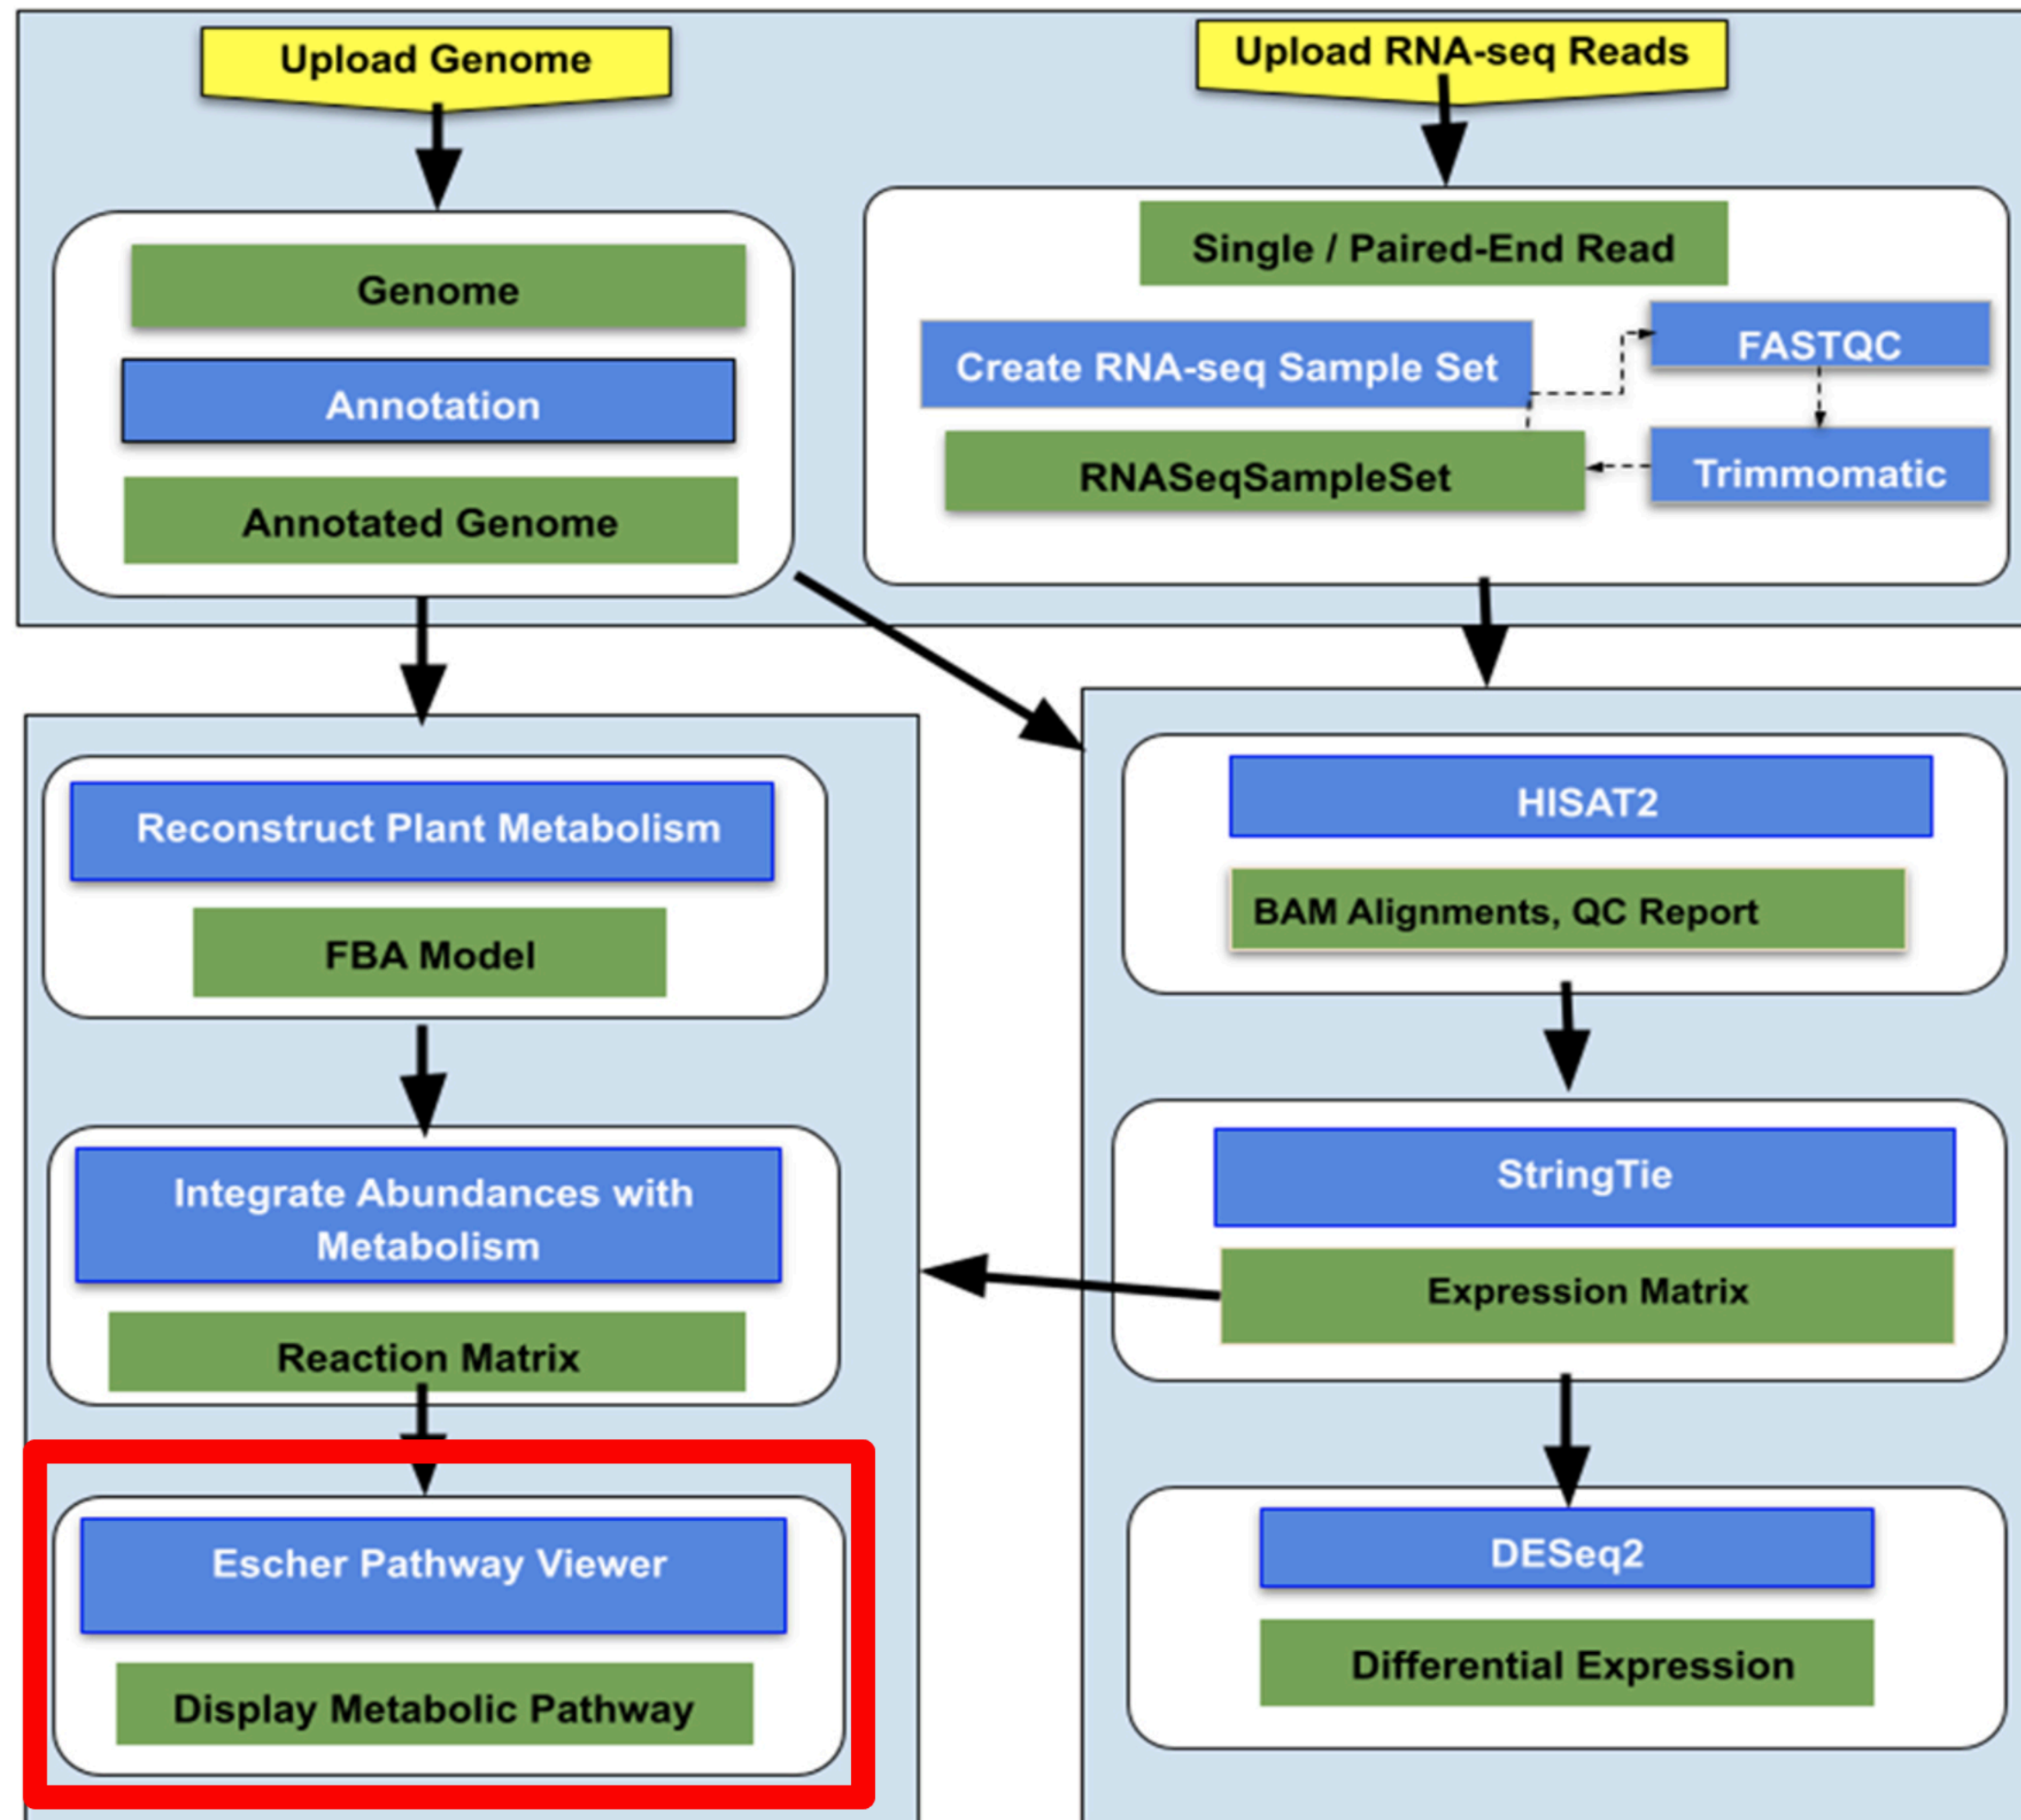 Upload Genome
Upload RNA-seq Reads
Genome
Annotation
Annotated Genome
Single / Paired-End Read
Create RNA-seq Sample Set
FASTQC
RNASeqSampleSet
Trimmomatic
Reconstruct Plant Metabolism
FBA Model
Integrate Abundances with
Metabolism
Reaction Matrix
Escher Pathway Viewer
Display Metabolic Pathway
HISAT2
BAM Alignments, QC Report
StringTie
Expression Matrix
DESeq2
Differential Expression